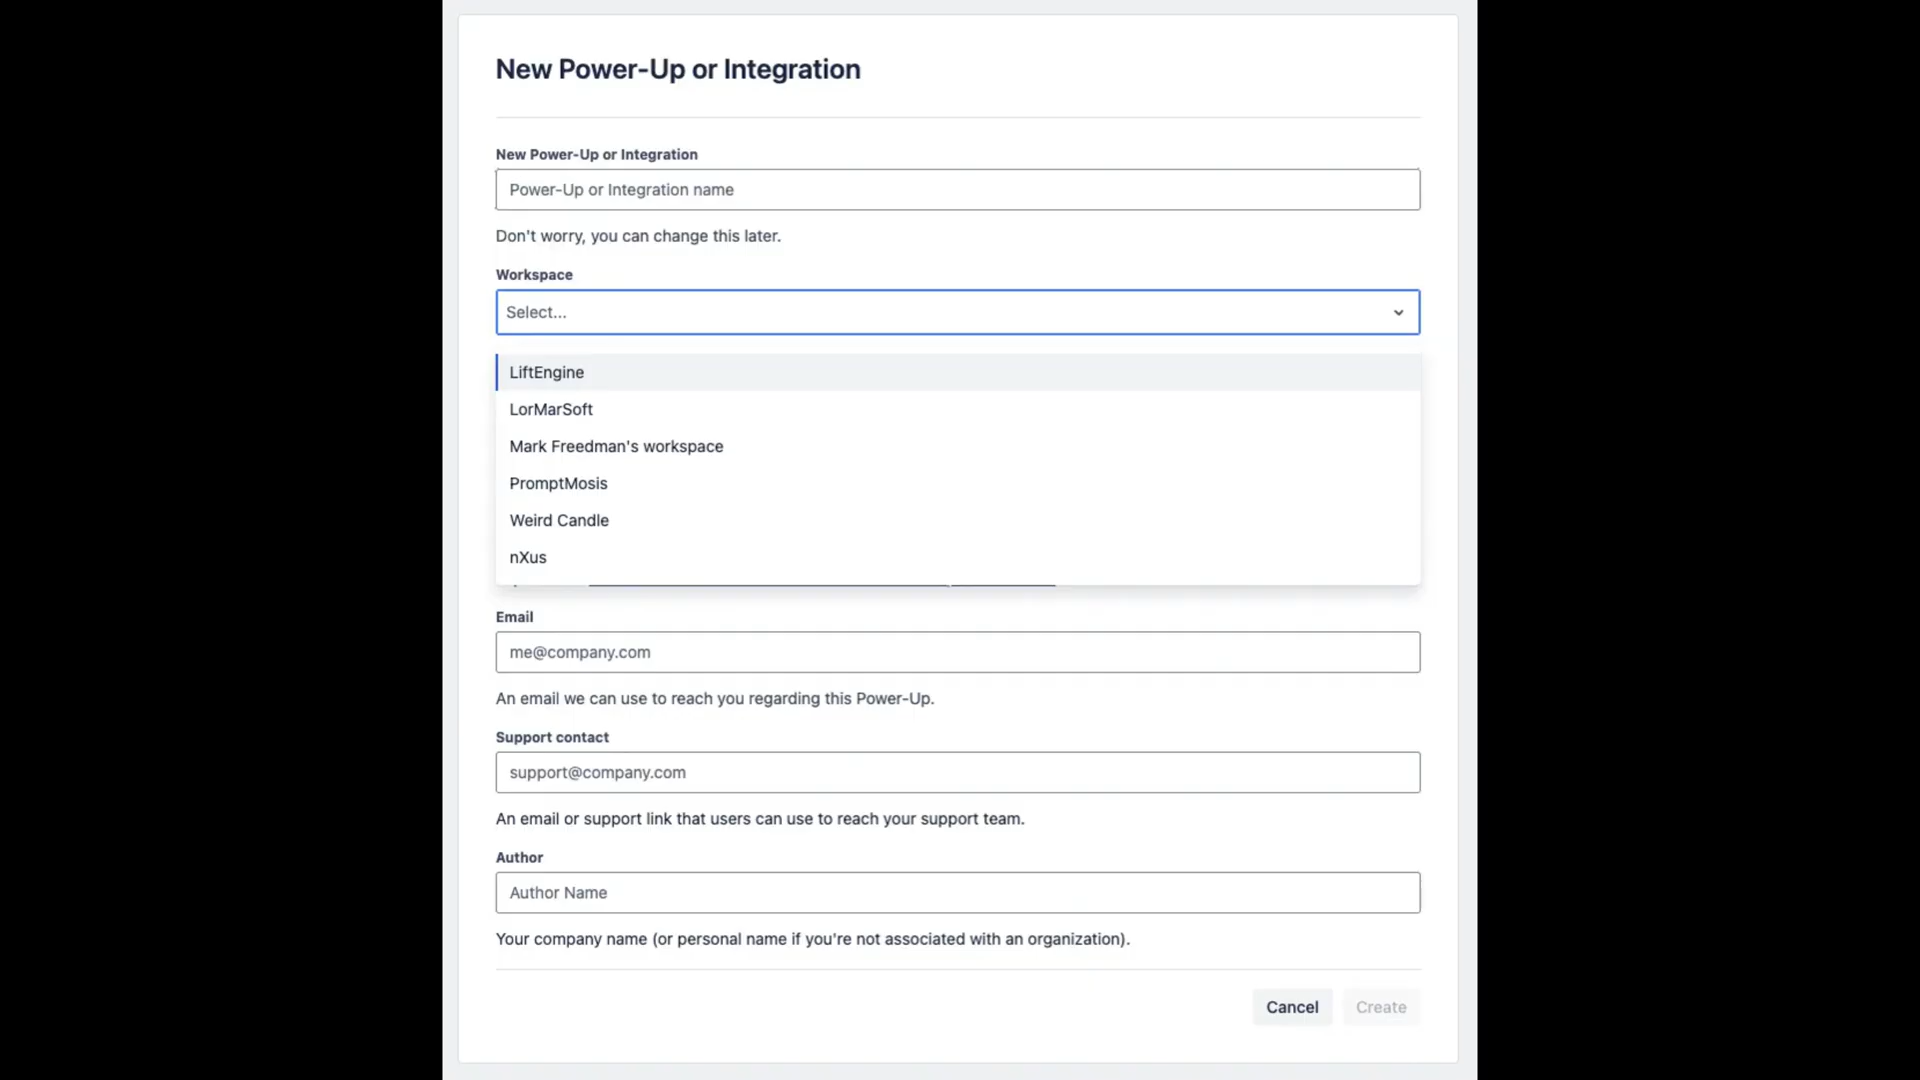 New Power-Up or Integration
New Power-Up or Integration
Power-Up or Integration name
Don't worry, you can change this later.
Workspace
Select...
LiftEngine
LorMarSoft
Mark Freedman's workspace
PromptMosis
Weird Candle
nXus
Email
me@company.com
An email we can use to reach you regarding this Power-Up.
Support contact
support@company.com
An email or support link that users can use to reach your support team.
Author
Author Name
Your company name (or personal name if you're not associated with an organization).
Cancel
Create